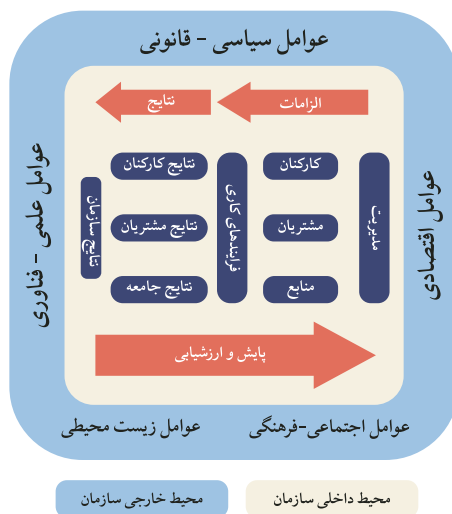 عوامل سیاسی - قانونی
الزامات
نتایج
عوامل اقتصادی
مدیریت
کارکنان
مشتریان
منابع
فرایندهای کاری
نتایج کارکنان
نتایج مشتریان
نتایج جامعه
نتایج سازمان
عوامل علمی - فناوری
پایش و ارزشیابی
عوامل اجتماعی-فرهنگی
عوامل زیست محیطی
محیط داخلی سازمان
محیط خارجی سازمان